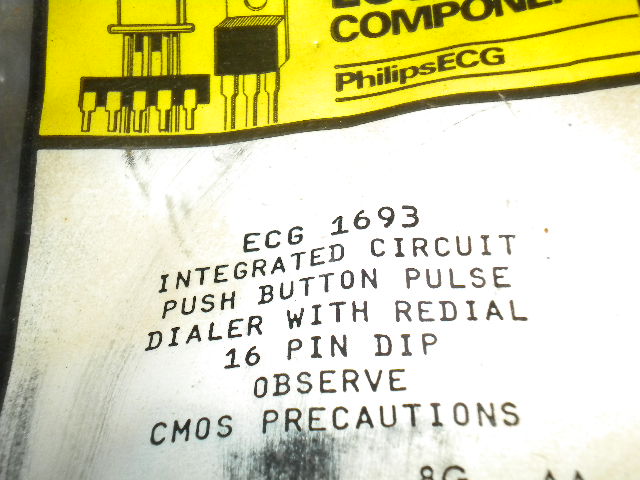 COMPONE
PhilipsECG
ECG 1693
INTEGRATED CIRCUIT
PUSH BUTTON PULSE
DIALER WITH REDIAL
16 PIN DIP
OBSERVE
CMOS PRECAUTIONS